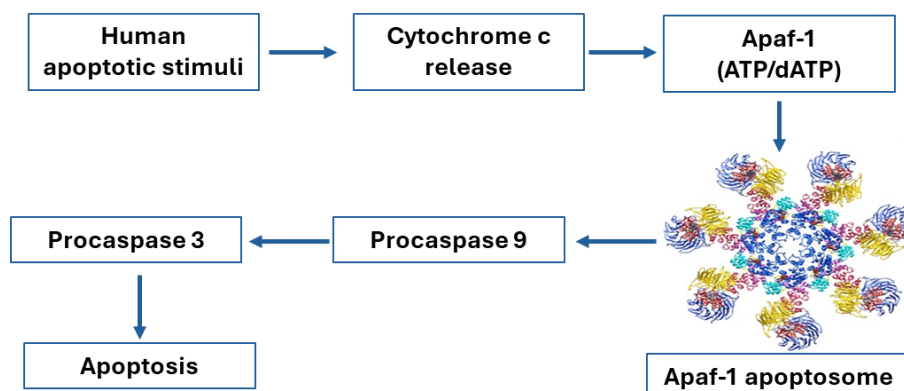 Human
apoptotic stimuli
Cytochrome c
release
Apaf-1
(ATP/dATP)
Procaspase 3
Procaspase 9
Apoptosis
Apaf-1 apoptosome